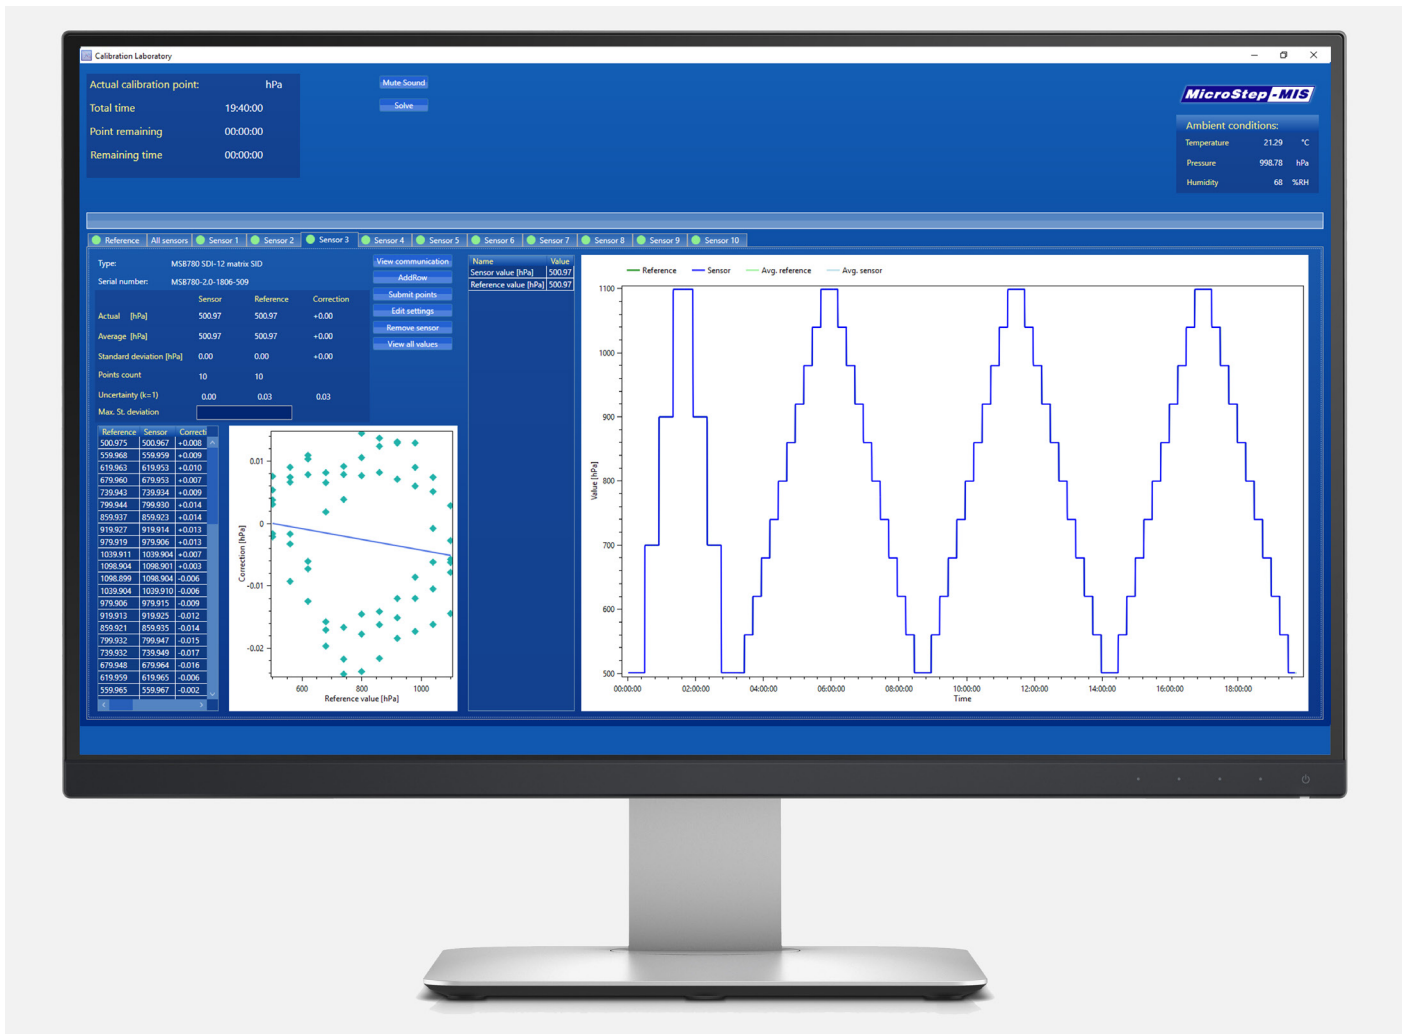 Calibration Laboratory
Actual calibration point: hPa
Total time 19:40:00
Point remaining 00:00:00
Remaining time 00:00:00
Mute Sound
Solve
MicroStep-MIS
Ambient conditions:
Temperature 21.29 °C
Pressure 998.78 hPa
Humidity 68 %RH
Reference All sensors Sensor 1 Sensor 2 Sensor 3 Sensor 4 Sensor 5 Sensor 6 Sensor 7 Sensor 8 Sensor 9 Sensor 10
Type: MSB780 SDI-12 matrix SID
Serial number: MSB780-2.0-1806-509
Sensor Reference Correction
Actual [hPa] 500.97 500.97 +0.00
Average [hPa] 500.97 500.97 +0.00
Standard deviation [hPa] 0.00 0.00 +0.00
Points count 10 10
Uncertainty (k=1) 0.00 0.03 0.03
Max. St. deviation
View communication
AddRow
Submit points
Edit settings
Remove sensor
View all values
Name Value
Sensor value [hPa] 500.97
Reference value [hPa] 500.97
Reference Sensor Correcti
500.975 500.967 +0.008
559.968 559.959 +0.009
619.963 619.953 +0.010
679.960 679.953 +0.007
739.943 739.934 +0.009
799.944 799.930 +0.014
859.937 859.923 +0.014
919.927 919.914 +0.013
979.919 979.906 +0.013
1039.911 1039.904 +0.007
1098.904 1098.901 +0.003
1098.899 1098.904 -0.006
1039.904 1039.910 -0.006
979.906 979.915 -0.009
919.913 919.925 -0.012
859.921 859.935 -0.014
799.932 799.947 -0.015
739.932 739.949 -0.017
679.948 679.964 -0.016
619.959 619.965 -0.006
559.965 559.967 -0.002
Correction [hPa]
0.01
0
-0.01
-0.02
600 800 1000
Reference value [hPa]
Reference Sensor Avg. reference Avg. sensor
Value [hPa]
1100
1000
900
800
700
600
500
00:00:00 02:00:00 04:00:00 06:00:00 08:00:00 10:00:00 12:00:00 14:00:00 16:00:00 18:00:00
Time